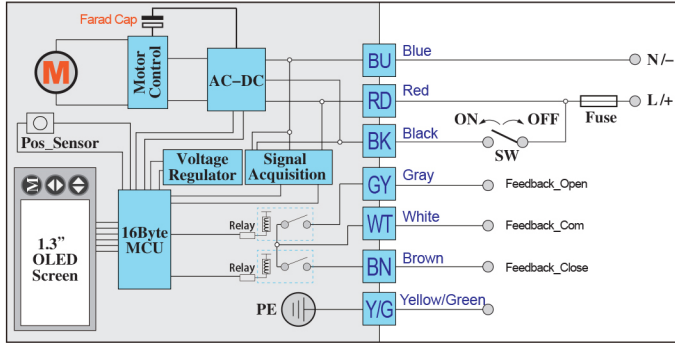 Farad Cap
M
Motor
Control
AC-DC
BU
Blue
N/-
RD
Red
L/+
Fuse
Pos_Sensor
BK
Black
ON
OFF
SW
Voltage
Regulator
Signal
Acquisition
M
GY
Gray
Feedback_Open
16Byte
MCU
Relay
WT
White
Feedback_Com
1.3”
OLED
Screen
Relay
BN
Brown
Feedback_Close
PE
Y/G
Yellow/Green